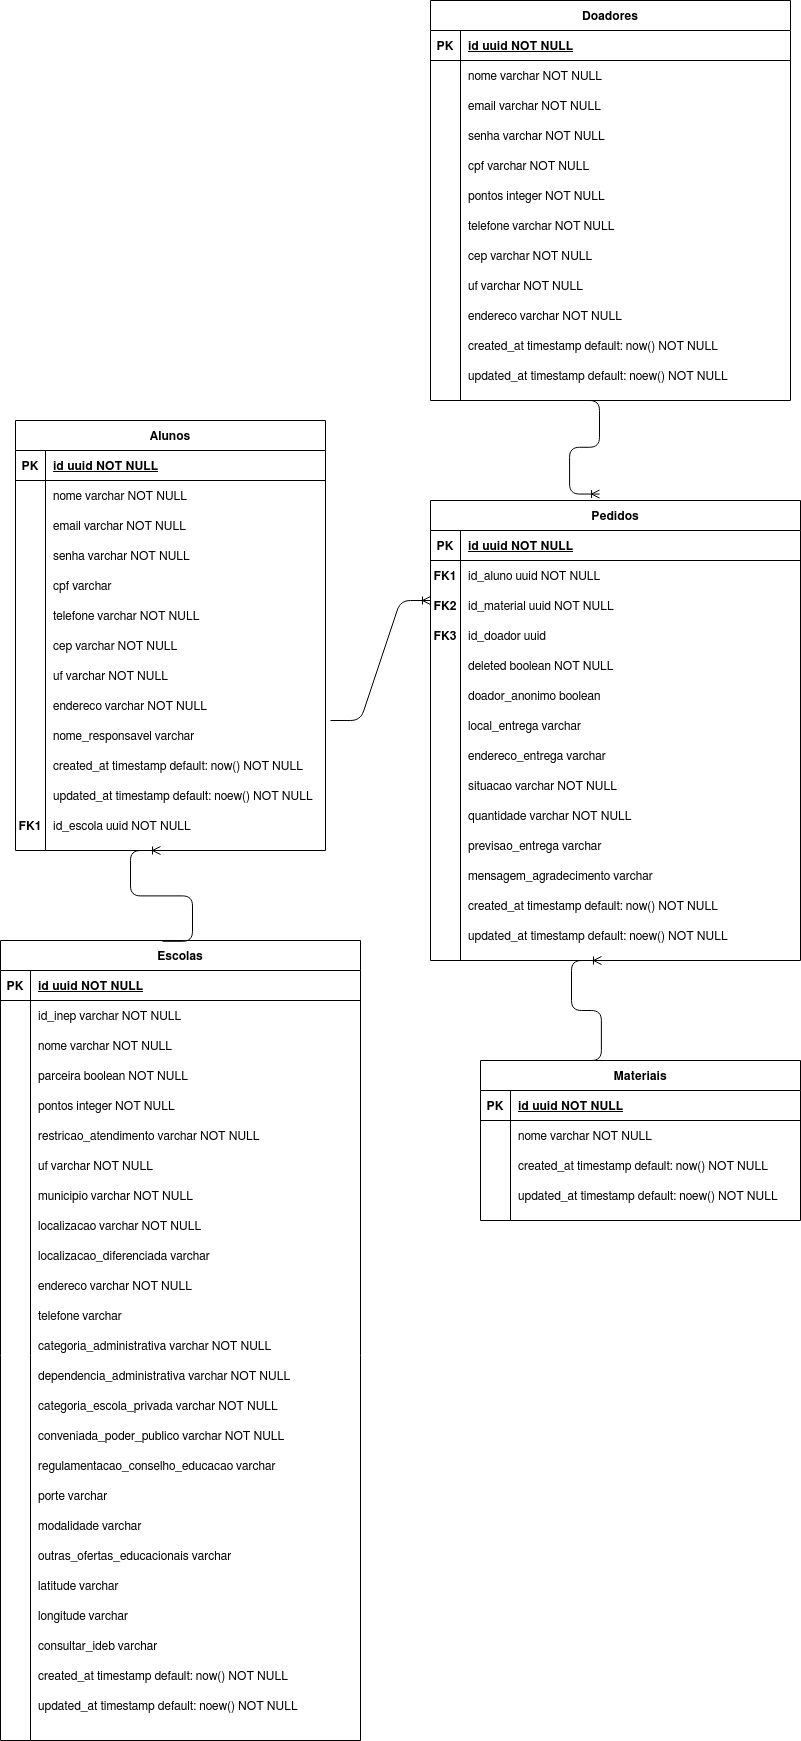 Doadores
PK id uuid NOT NULL
nome varchar NOT NULL
email varchar NOT NULL
senha varchar NOT NULL
cpf varchar NOT NULL
pontos integer NOT NULL
telefone varchar NOT NULL
cep varchar NOT NULL
uf varchar NOT NULL
endereco varchar NOT NULL
created_at timestamp default: now() NOT NULL
updated_at timestamp default: noew() NOT NULL
Alunos
PK id uuid NOT NULL
nome varchar NOT NULL
email varchar NOT NULL
senha varchar NOT NULL
cpf varchar
telefone varchar NOT NULL
cep varchar NOT NULL
uf varchar NOT NULL
endereco varchar NOT NULL
nome_responsavel varchar
created_at timestamp default: now() NOT NULL
updated_at timestamp default: noew() NOT NULL
FK1 id_escola uuid NOT NULL
Pedidos
PK id uuid NOT NULL
FK1 id_aluno uuid NOT NULL
FK2 id_material uuid NOT NULL
FK3 id_doador uuid
deleted boolean NOT NULL
doador_anonimo boolean
local_entrega varchar
endereco_entrega varchar
situacao varchar NOT NULL
quantidade varchar NOT NULL
previsao_entrega varchar
mensagem_agradecimento varchar
created_at timestamp default: now() NOT NULL
updated_at timestamp default: noew() NOT NULL
Escolas
PK id uuid NOT NULL
id_inep varchar NOT NULL
nome varchar NOT NULL
parceira boolean NOT NULL
pontos integer NOT NULL
restricao_atendimento varchar NOT NULL
uf varchar NOT NULL
municipio varchar NOT NULL
localizacao varchar NOT NULL
localizacao_diferenciada varchar
endereco varchar NOT NULL
telefone varchar
categoria_administrativa varchar NOT NULL
dependencia_administrativa varchar NOT NULL
categoria_escola_privada varchar NOT NULL
conveniada_poder_publico varchar NOT NULL
regulamentacao_conselho_educacao varchar
porte varchar
modalidade varchar
outras_ofertas_educacionais varchar
latitude varchar
longitude varchar
consultar_ideb varchar
created_at timestamp default: now() NOT NULL
updated_at timestamp default: noew() NOT NULL
Materiais
PK id uuid NOT NULL
nome varchar NOT NULL
created_at timestamp default: now() NOT NULL
updated_at timestamp default: noew() NOT NULL